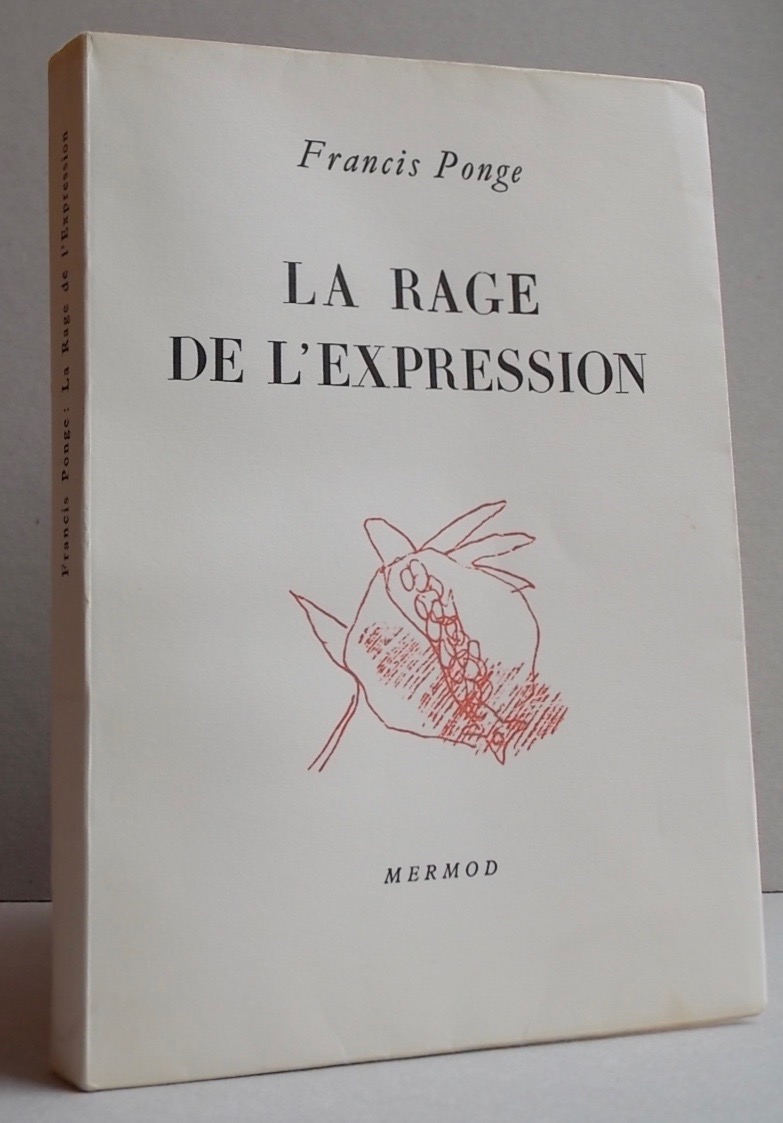 Francis Ponge
LA RAGE
DE L'EXPRESSION
MERMOD
Francis Ponge: La Rage de l'Expression